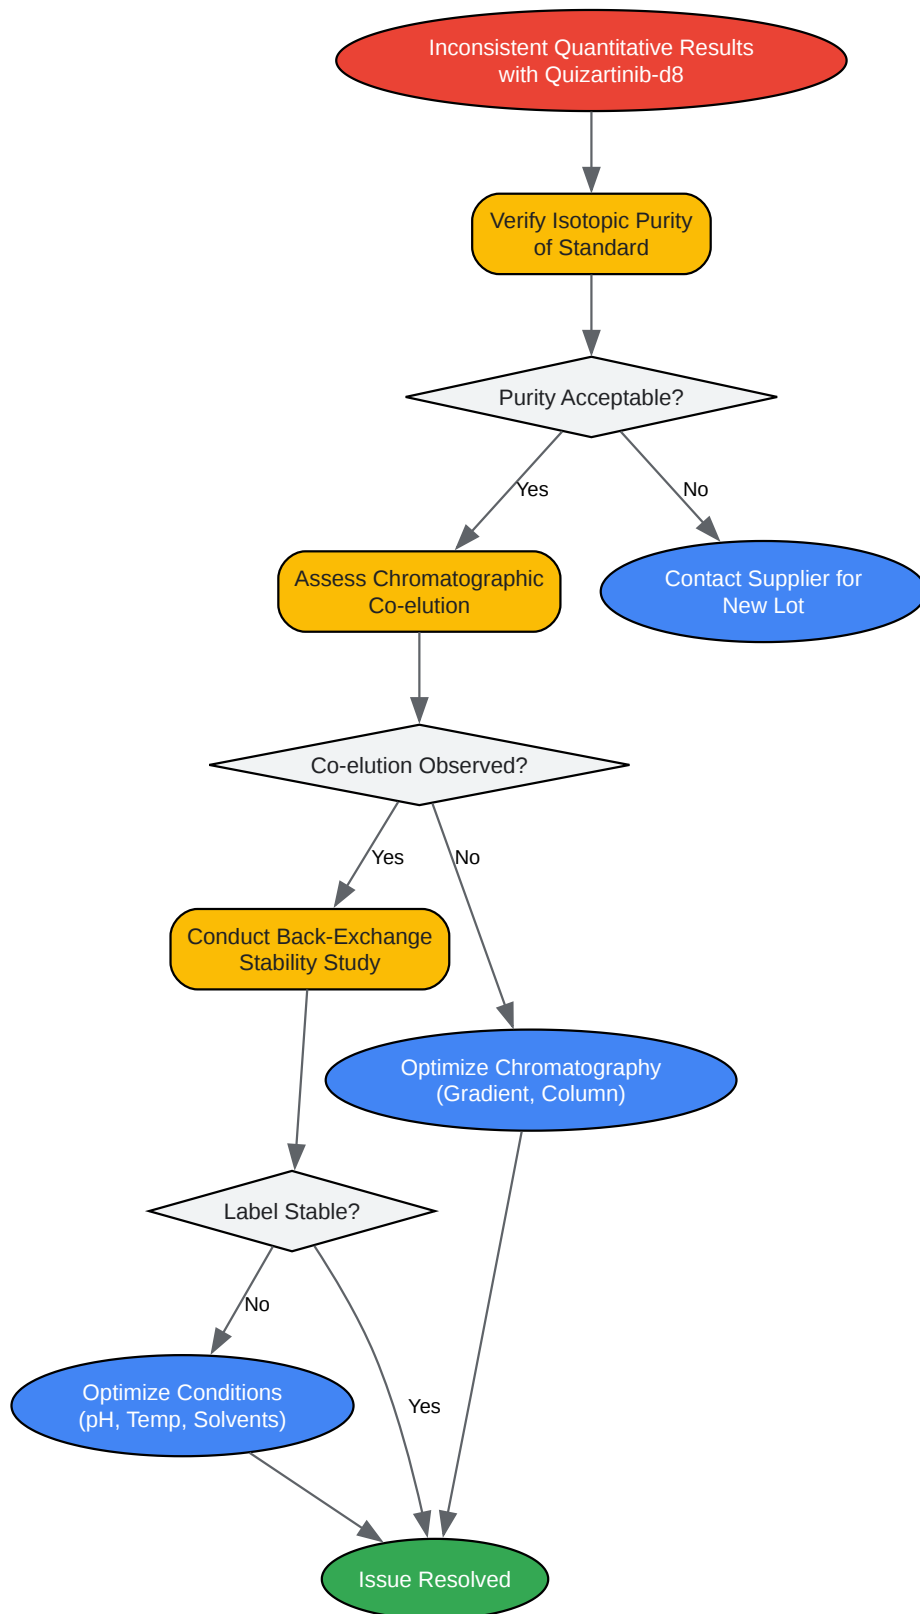 Inconsistent Quantitative Results
with Quizartinib-d8
Verify Isotopic Purity
of Standard
Purity Acceptable?
Yes
No
Assess Chromatographic
Co-elution
Contact Supplier for
New Lot
Co-elution Observed?
Yes
No
Conduct Back-Exchange
Stability Study
Optimize Chromatography
(Gradient, Column)
Label Stable?
No
Yes
Optimize Conditions
(pH, Temp, Solvents)
Issue Resolved